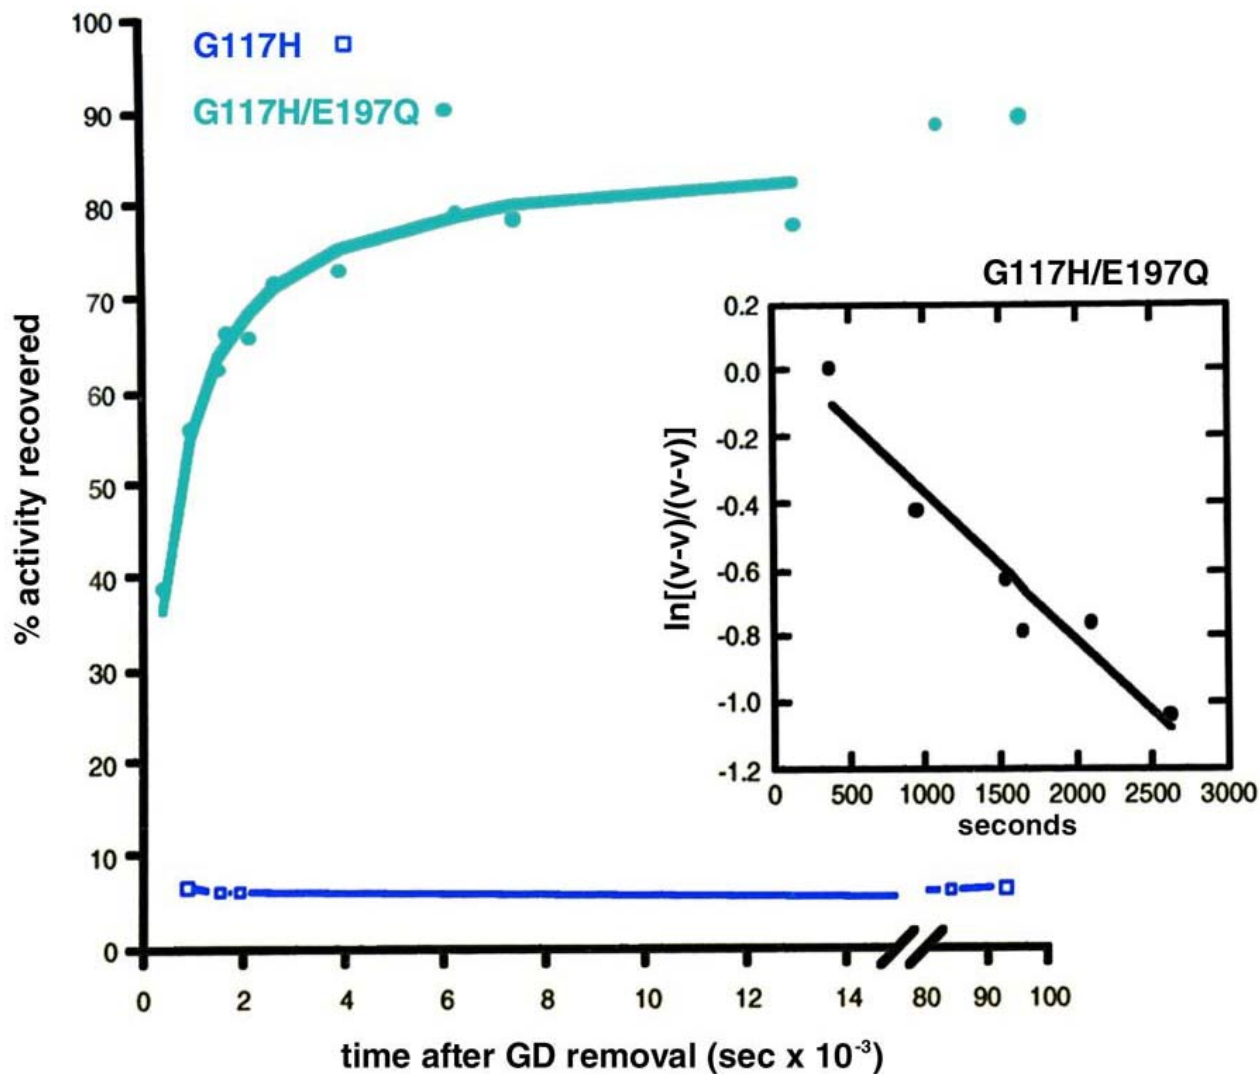 100
G117H
G117H/E197Q
90
80
70
60
50
40
30
20
10
0
% activity recovered
0 2 4 6 8 10 12 14 80 90 100
time after GD removal (sec x 10⁻³)
G117H/E197Q
0.2
0.0
-0.2
-0.4
-0.6
-0.8
-1.0
-1.2
ln[(v-v)/(v-v)]
0 500 1000 1500 2000 2500 3000
seconds